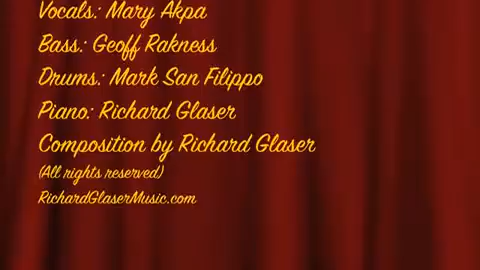 Vocals: Mary Akpa
Bass: Geoff Rakness
Drums: Mark San Filippo
Piano: Richard Glaser
Composition by Richard Glaser
(All rights reserved)
RichardGlaserMusic.com